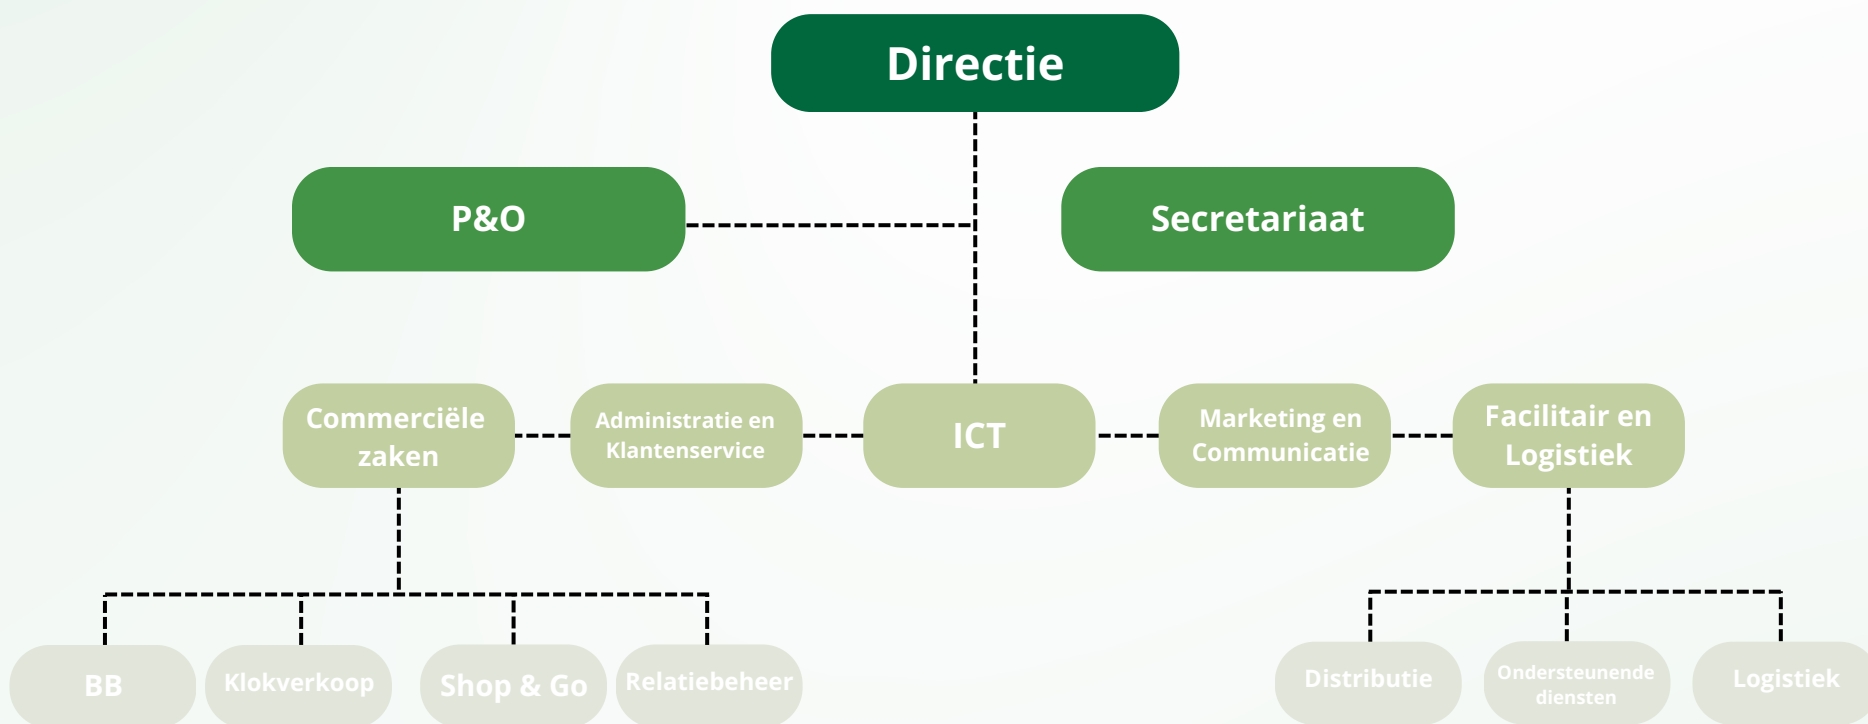 Directie
P&O
Secretariaat
Commerciële
zaken
Administratie en
Klantenservice
ICT
Marketing en
Communicatie
Facilitair en
Logistiek
BB
Klokverkoop
Shop & Go
Relatiebeheer
Distributie
Ondersteunende
diensten
Logistiek